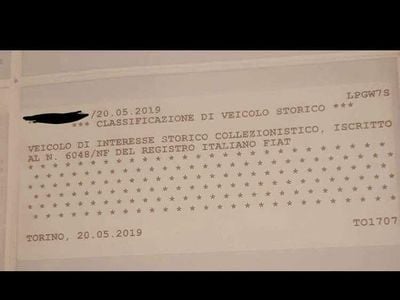 LPGW7S
/20.05.2019
*** CLASSIFICAZIONE DI VEICOLO STORICO ***
VEICOLO DI INTERESSE STORICO COLLEZIONISTICO, ISCRITTO
AL N. 6048/NF DEL REGISTRO ITALIANO FIAT
* * * * * * * * * * * * * * * * * * * * * * * * * *
* * * * * * * * * * * * * * * * * * * * * * * * * *
* * * * * * * * * * * * * * * * * * * * * * * * * *
* * * * * * * * * * * * * * * * * * * * * * * * * *
* * * * * * * * * * * * * * * * * * * * * * * * * *
* * * * * * * * * * * * * * * * * * * * * * * * * *
TORINO, 20.05.2019 TO1707